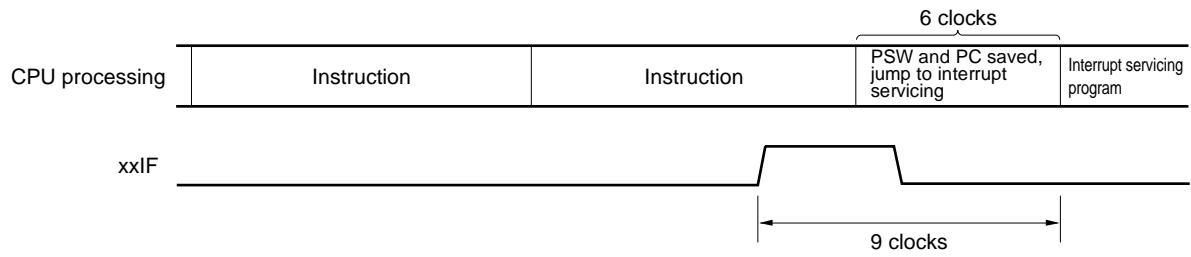 6 clocks
CPU processing
Instruction
Instruction
PSW and PC saved,
jump to interrupt
servicing
Interrupt servicing
program
xxIF
9 clocks